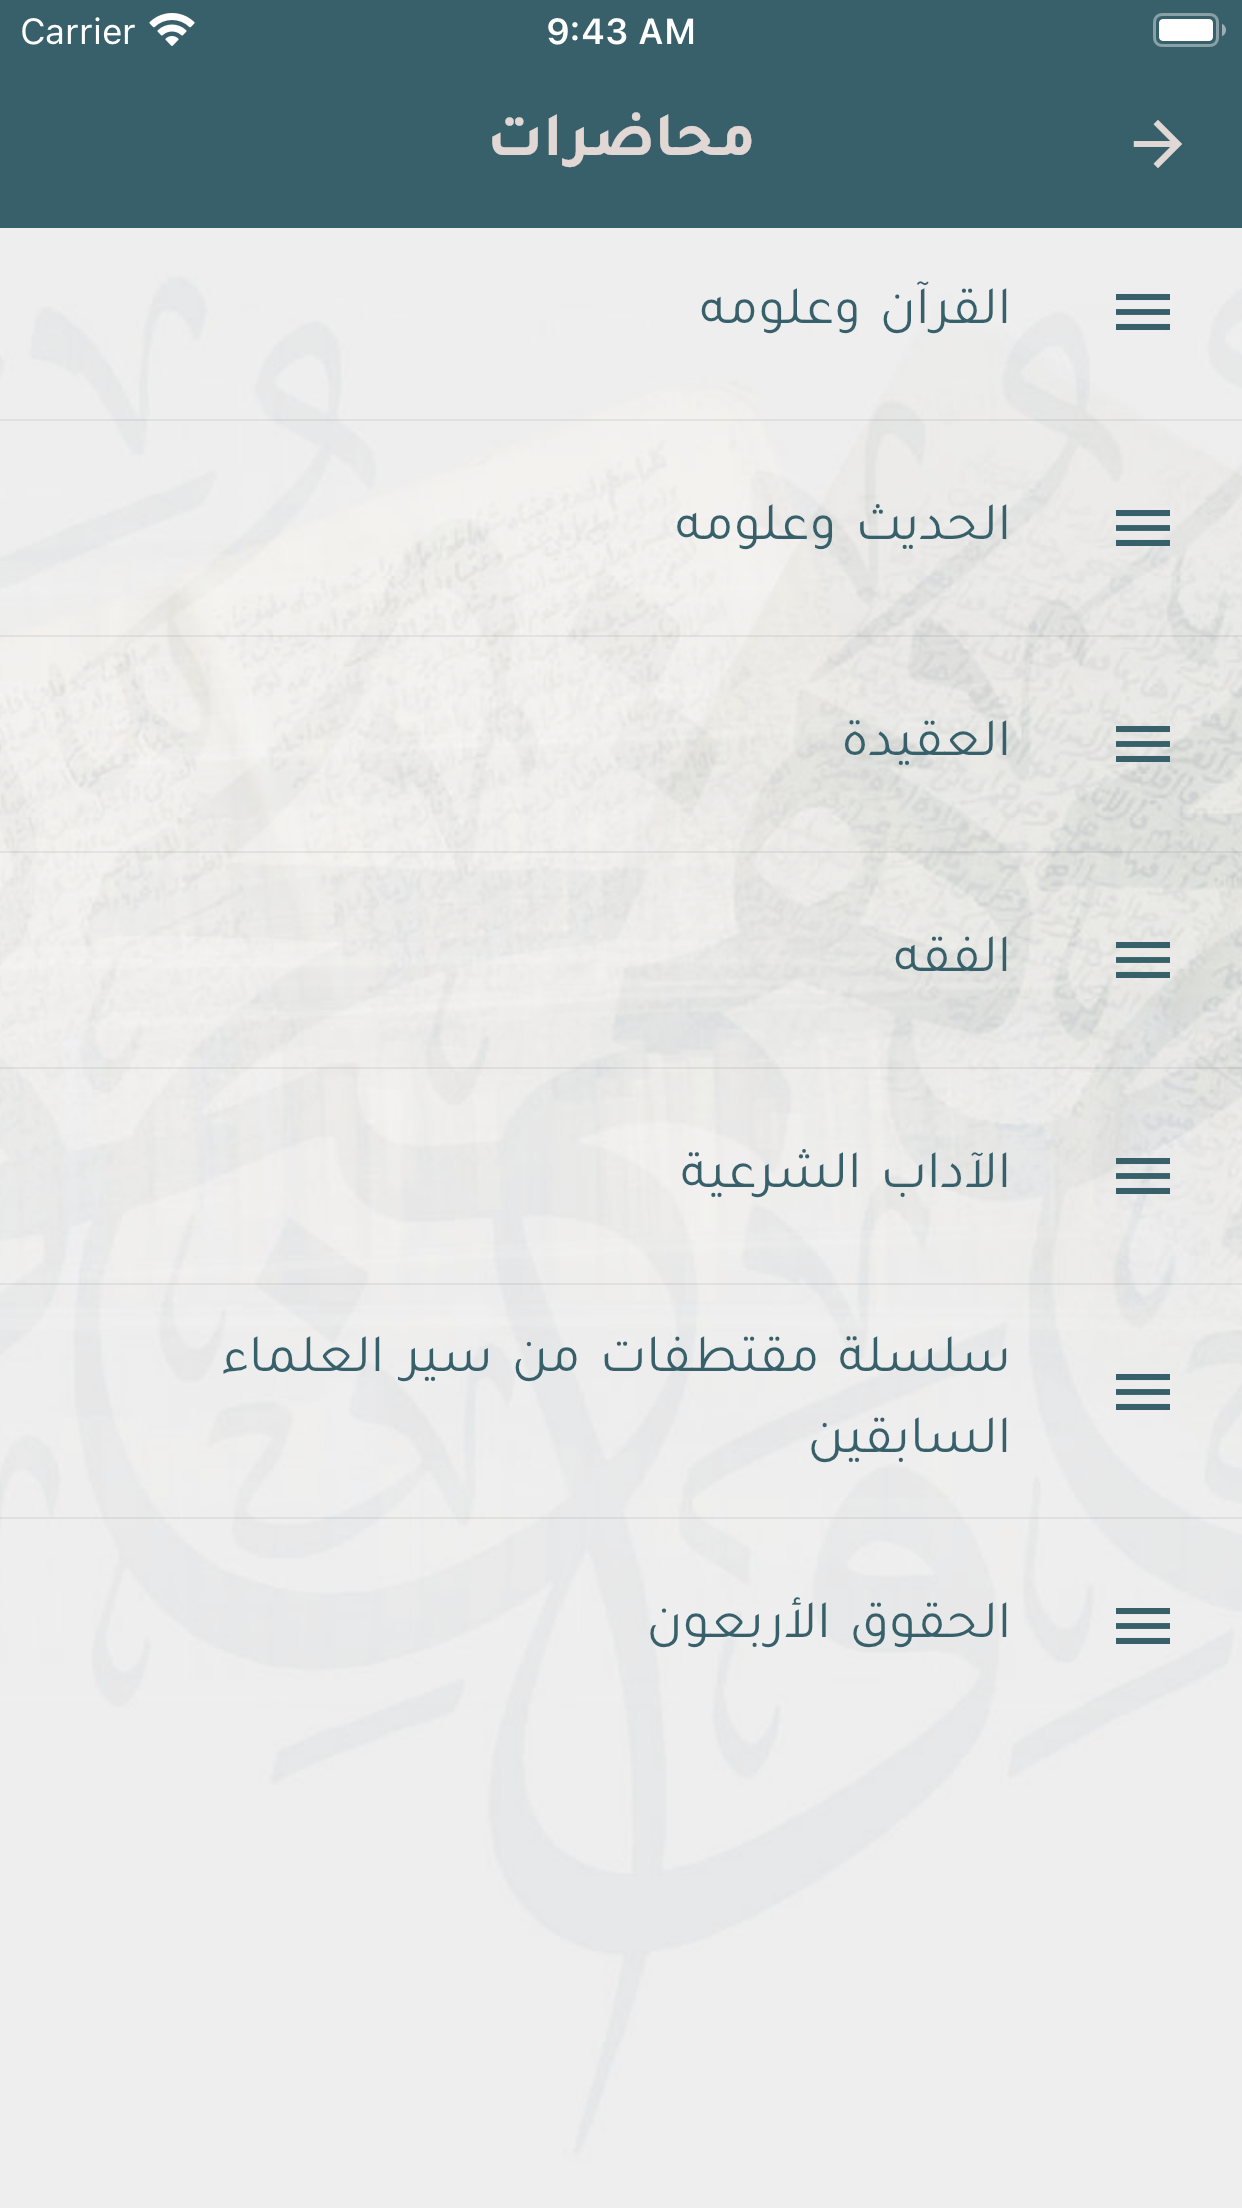 Carrier 9:43 AM
محاضرات
القرآن وعلومه
الحديث وعلومه
العقيدة
الفقه
الآداب الشرعية
سلسلة مقتطفات من سير العلماء
السابقين
الحقوق الأربعون